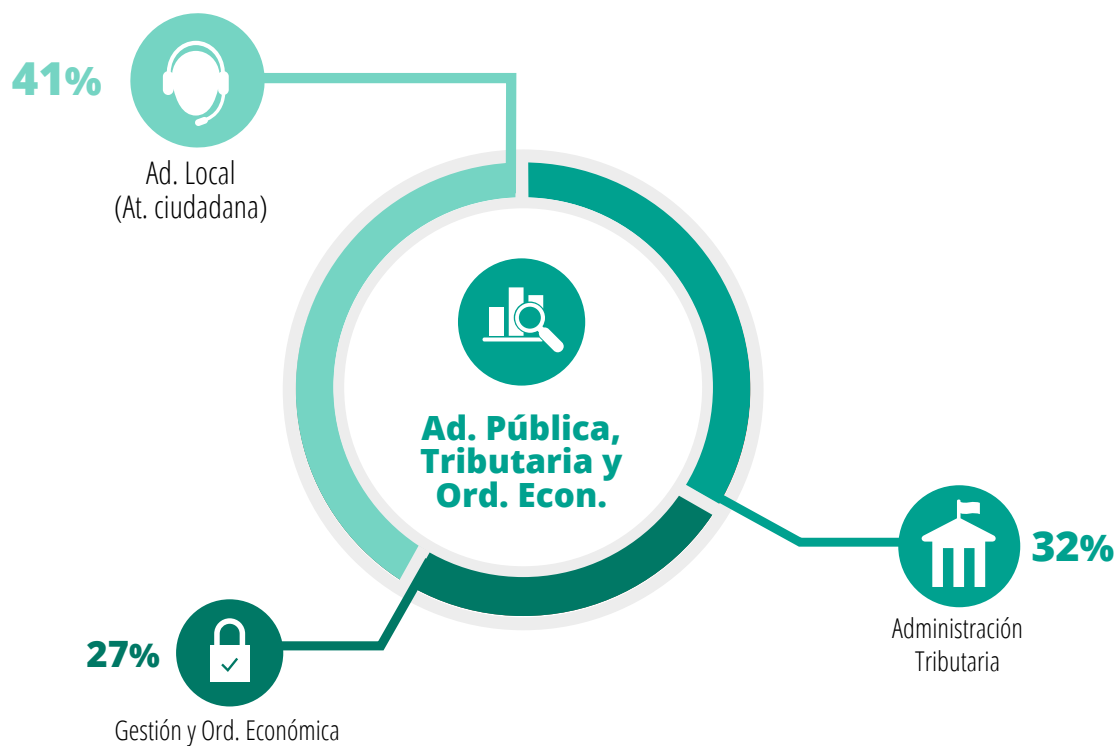 41%
Ad. Local
(At. ciudadana)
Ad. Pública,
Tributaria y
Ord. Econ.
32%
Administración
Tributaria
27%
Gestión y Ord. Económica